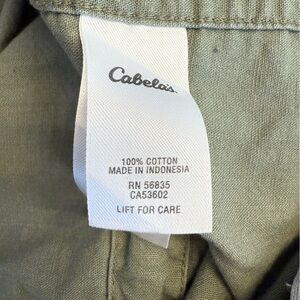 Cabela's
100% COTTON
MADE IN INDONESIA
RN 56835
CA53602
LIFT FOR CARE